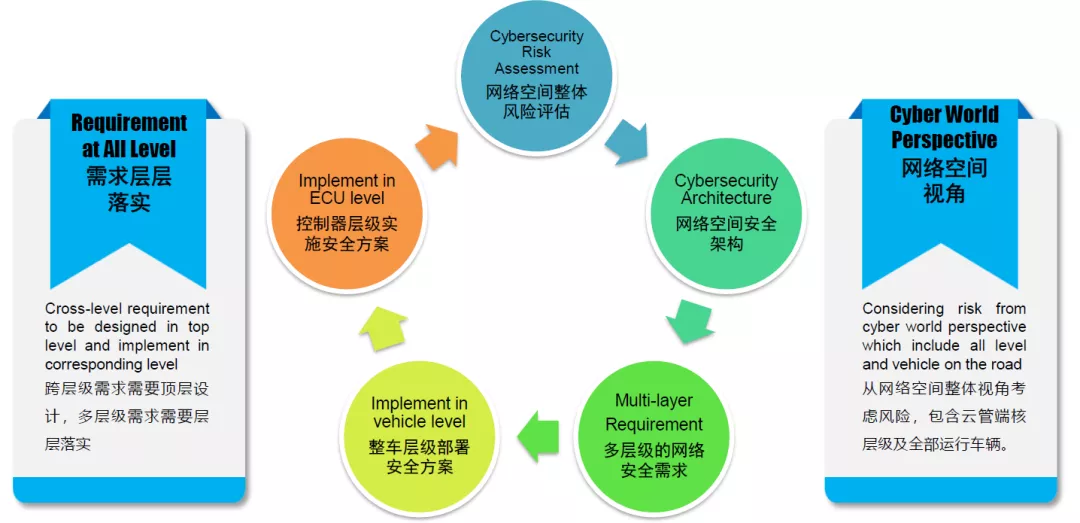 Requirement
at All Level
需求层层
落实
Cross-level requirement
to be designed in top
level and implement in
corresponding level
跨层级需求需要顶层设
计，多层级需求需要层
层落实
Cybersecurity
Risk
Assessment
网络空间整体
风险评估
Cybersecurity
Architecture
网络空间安全
架构
Multi-layer
Requirement
多层级的网络
安全需求
Implement in
vehicle level
整车层级部署
安全方案
Implement in
ECU level
控制器层级实
施安全方案
Cyber World
Perspective
网络空间
视角
Considering risk from
cyber world perspective
which include all level
and vehicle on the road
从网络空间整体视角考
虑风险，包含云管端核
层级及全部运行车辆。